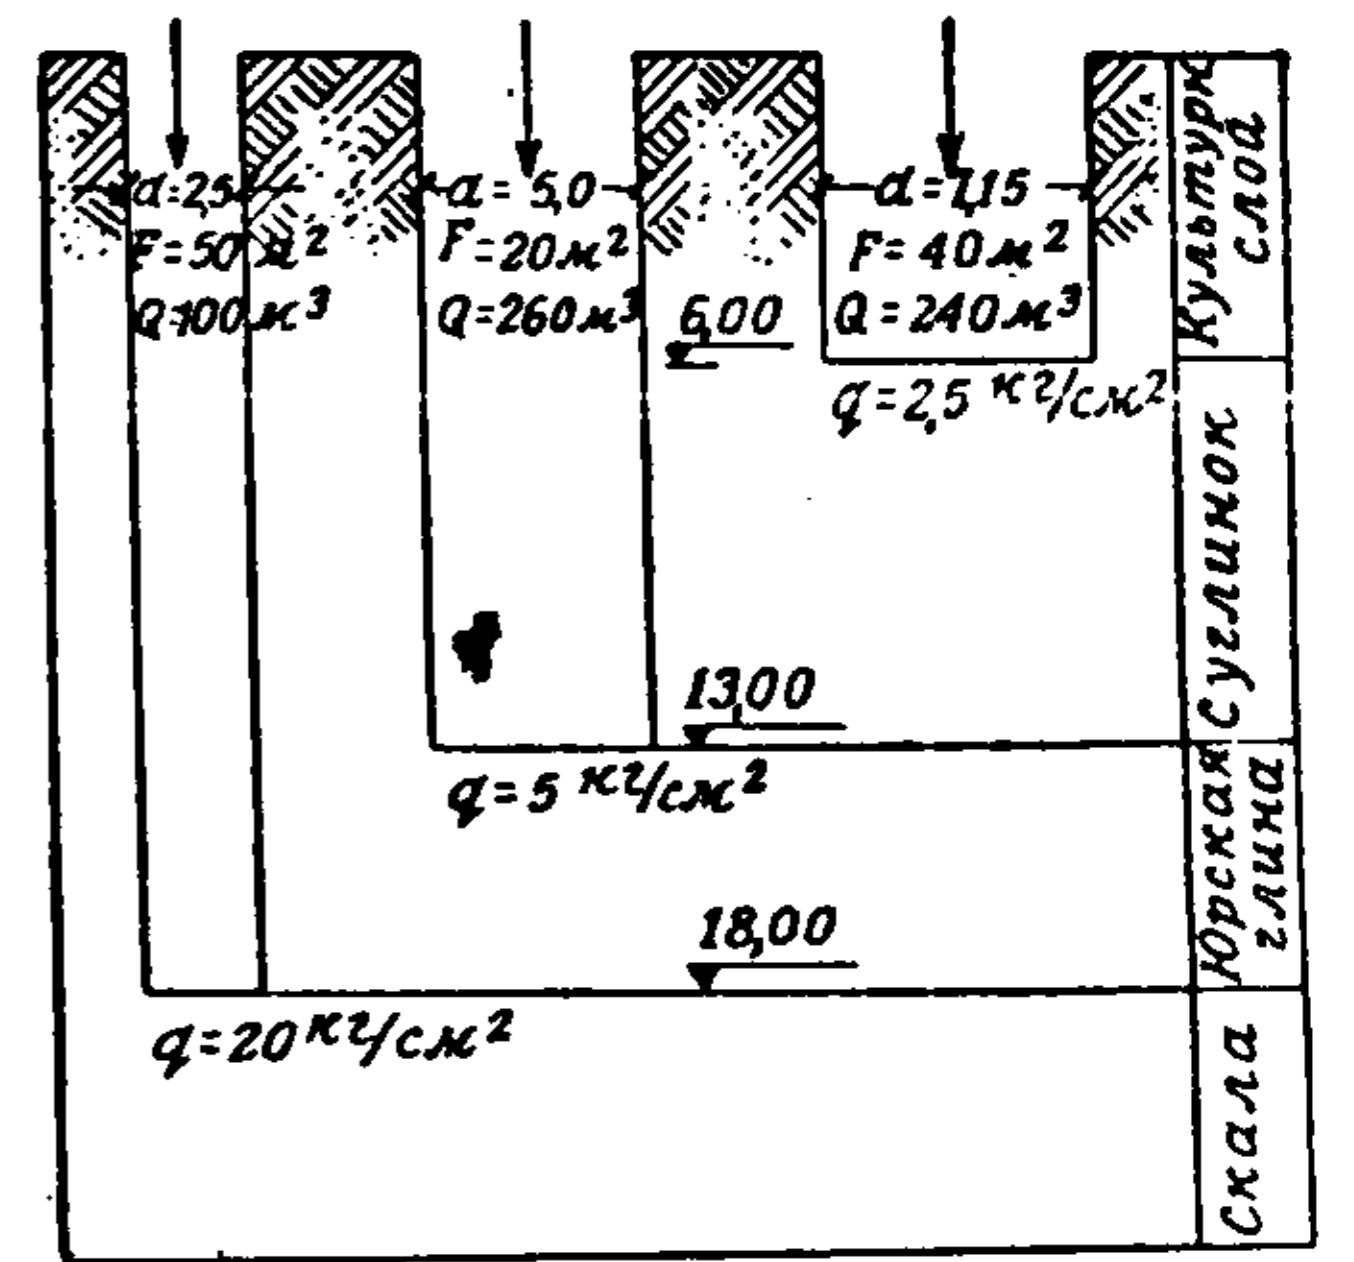 d=2,5
F=50 м²
Q=100 м³
d=5,0
F=20 м²
Q=260 м³
d=7,15
F=40 м²
Q=240 м³
6,00
q=2,5 кг/см²
13,00
q=5 кг/см²
18,00
q=20 кг/см²
Культурн
слой
Суглинок
Юрская
глина
Скала